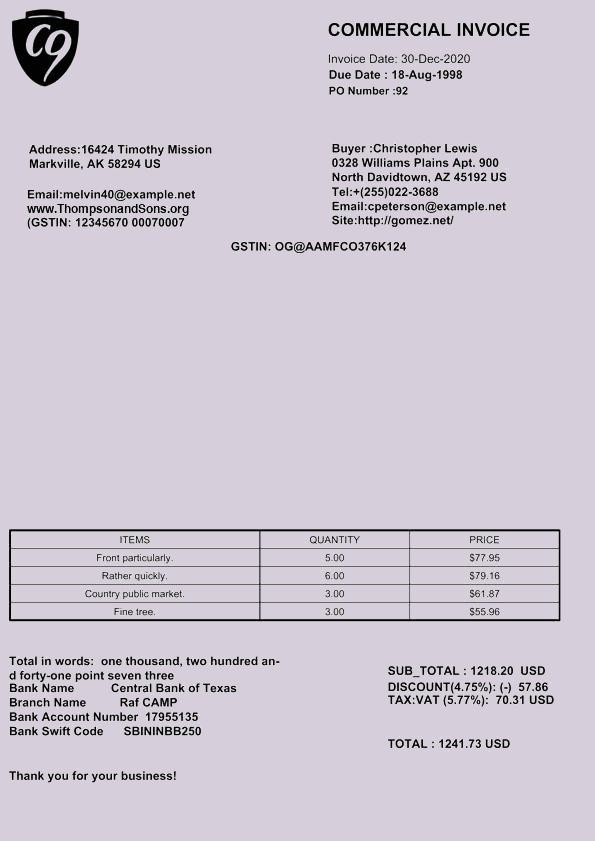 C9
COMMERCIAL INVOICE
Invoice Date: 30-Dec-2020
Due Date : 18-Aug-1998
PO Number :92
Address:16424 Timothy Mission
Markville, AK 58294 US
Email:melvin40@example.net
www.ThompsonandSons.org
(GSTIN: 12345670 00070007
Buyer :Christopher Lewis
0328 Williams Plains Apt. 900
North Davidtown, AZ 45192 US
Tel:+(255)022-3688
Email:cpeterson@example.net
Site:http://gomez.net/
GSTIN: OG@AAMFCO376K124
ITEMS QUANTITY PRICE
Front particularly. 5.00 $77.95
Rather quickly. 6.00 $79.16
Country public market. 3.00 $61.87
Fine tree. 3.00 $55.96
Total in words: one thousand, two hundred an-
d forty-one point seven three
Bank Name Central Bank of Texas
Branch Name Raf CAMP
Bank Account Number 17955135
Bank Swift Code SBININBB250
SUB_TOTAL : 1218.20 USD
DISCOUNT(4.75%): (-) 57.86
TAX:VAT (5.77%): 70.31 USD
TOTAL : 1241.73 USD
Thank you for your business!